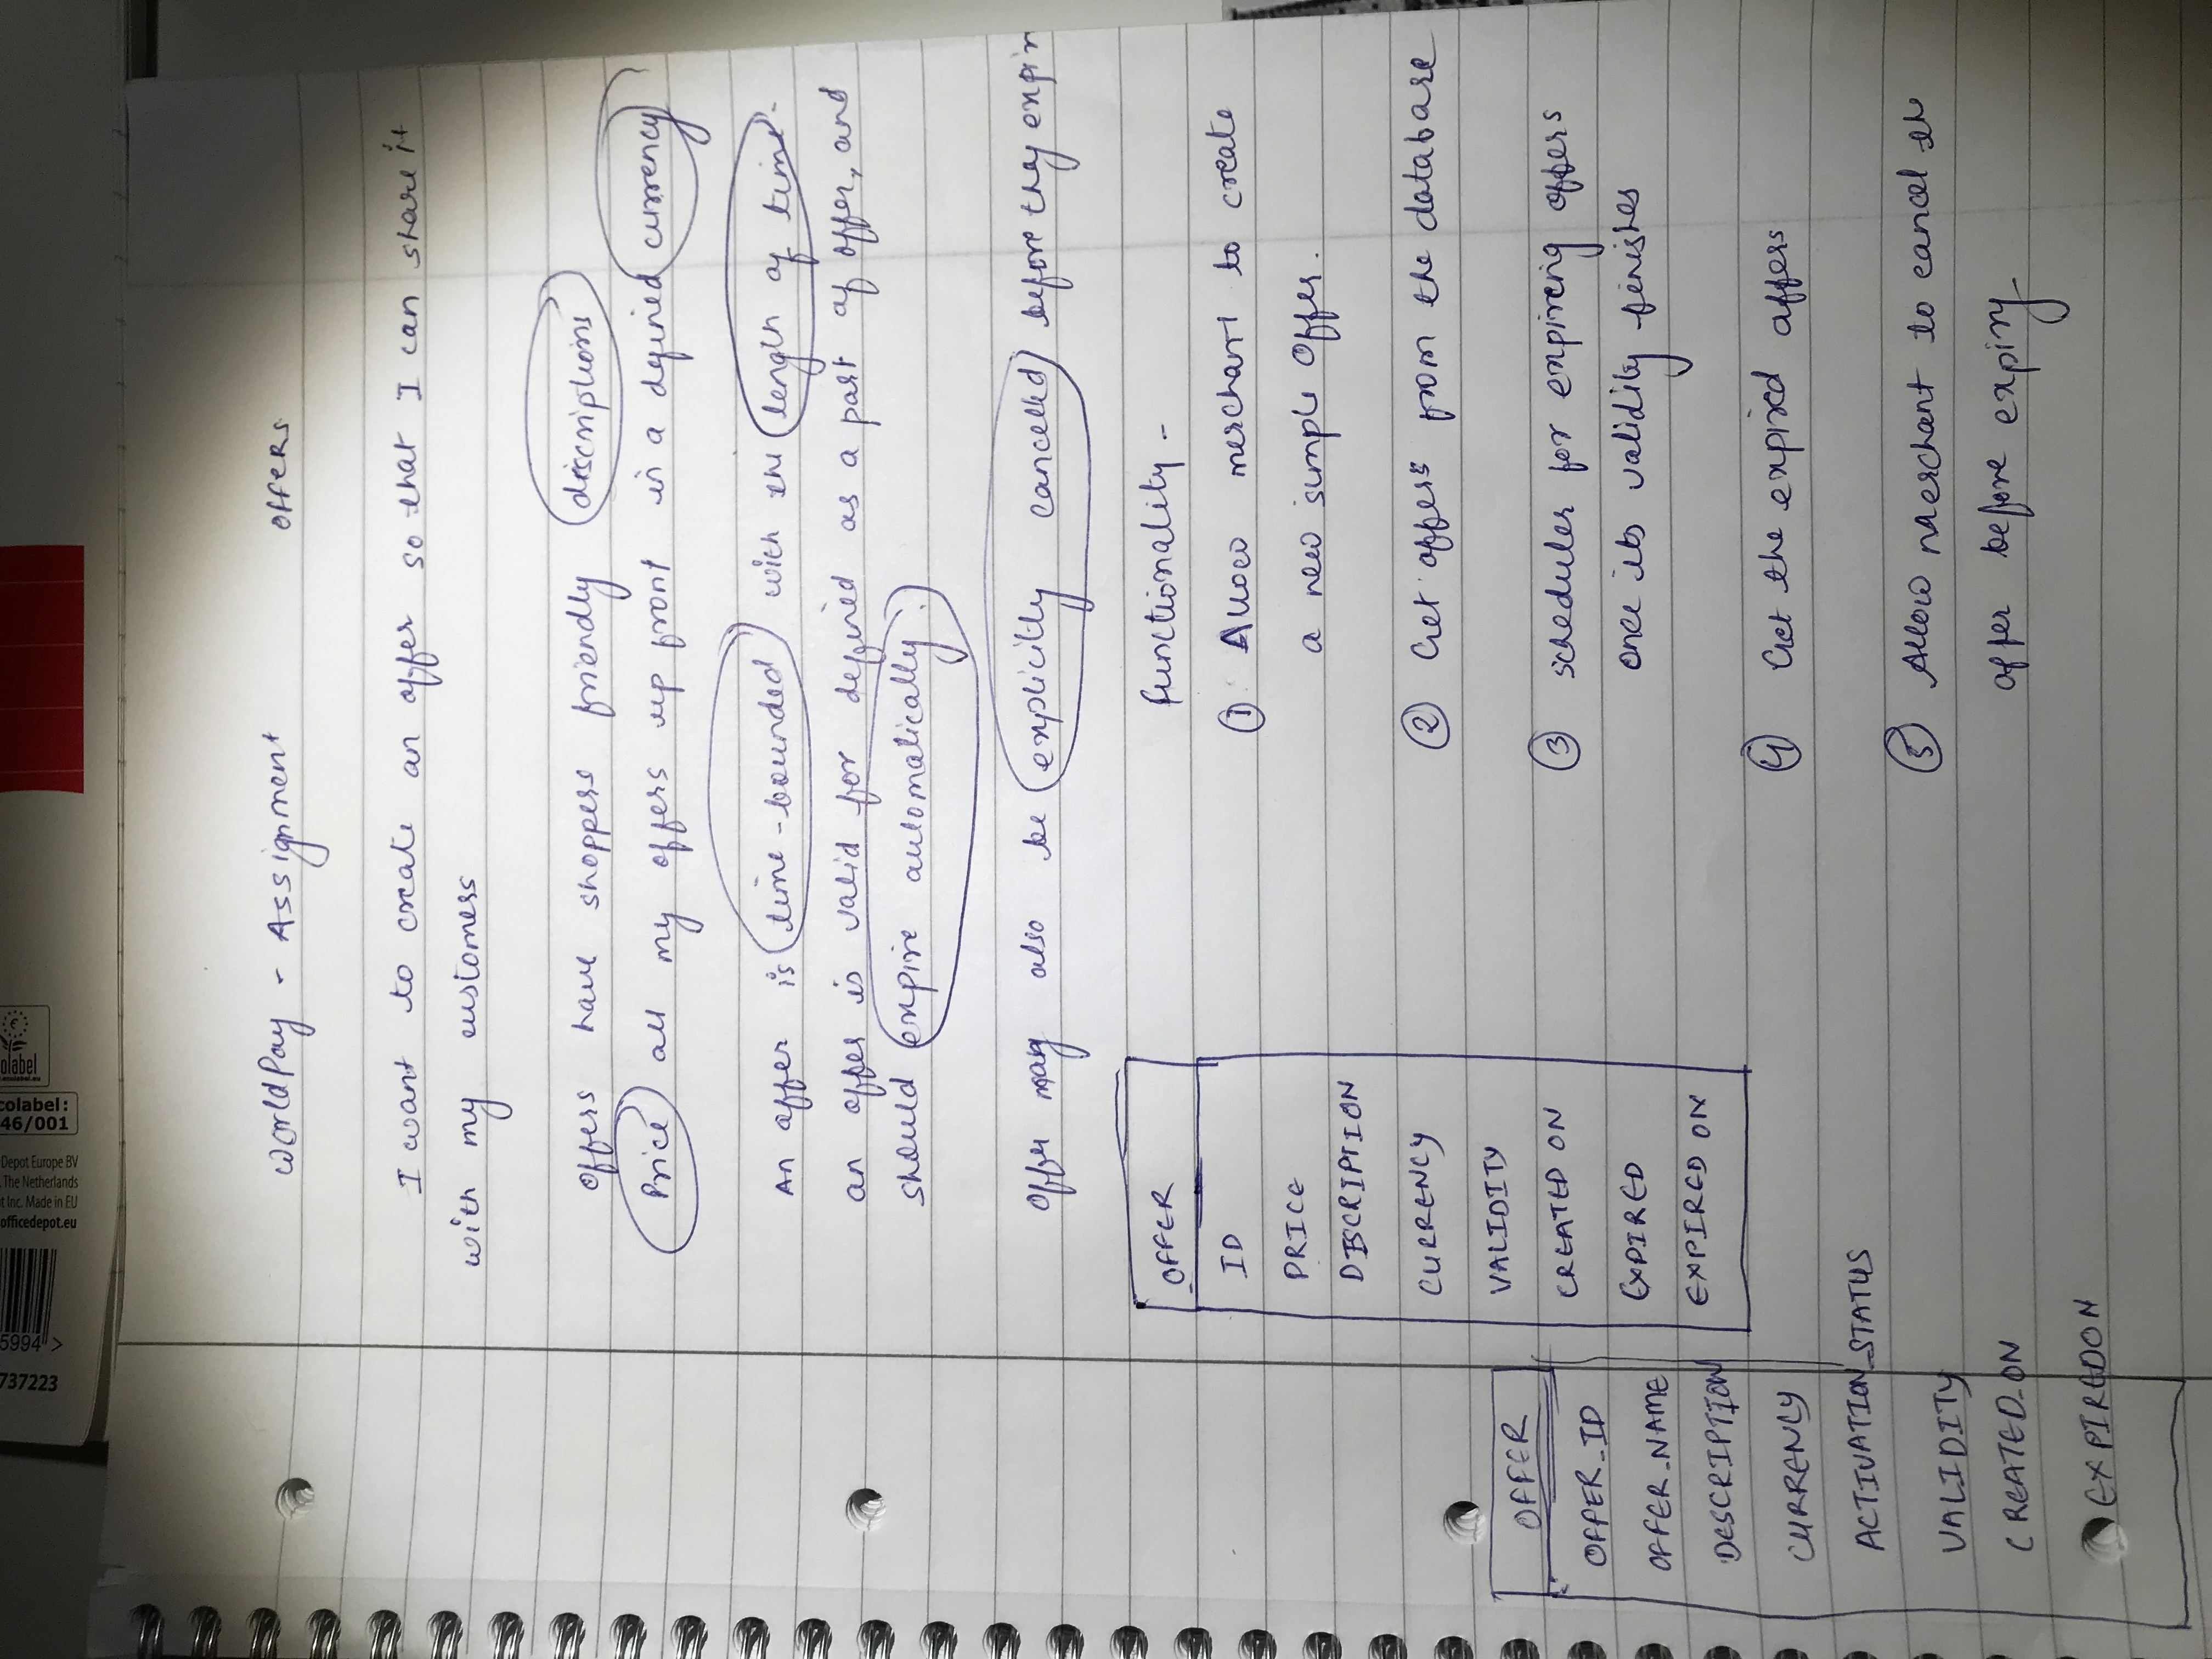 737223
5994 >
officedepot.eu
t Inc. Made in EU
, The Netherlands
Depot Europe BV
colabel:
46/001
olabel
WorldPay - Assignment OFFERS
I want to create an offer so that I can share it
with my customers
Offers have shoppers friendly discriptions
Price all my offers up front in a defined currency
An offer is time-bounded with the length of time
an offer is valid for defined as a part of offer, and
should expire automatically.
Offer may also be explicitly cancelled before they expir
OFFER
ID
PRICE
DISCRIPTION
CURRENCY
VALIDITY
CREATED ON
EXPIRED
EXPIRED ON
Functionality -
① Allow merchant to create
a new simple Offer.
② Get offers from the database
③ scheduler for expireing offers
once its validity finishes
④ Get the expired offers
⑤ Allow Merchant to cancel the
offer before expiry
OFFER
OFFER_ID
OFFER_NAME
DESCRIPTION
CURRENCY
ACTIVATION_STATUS
VALIDITY
CREATED_ON
EXPIREDON